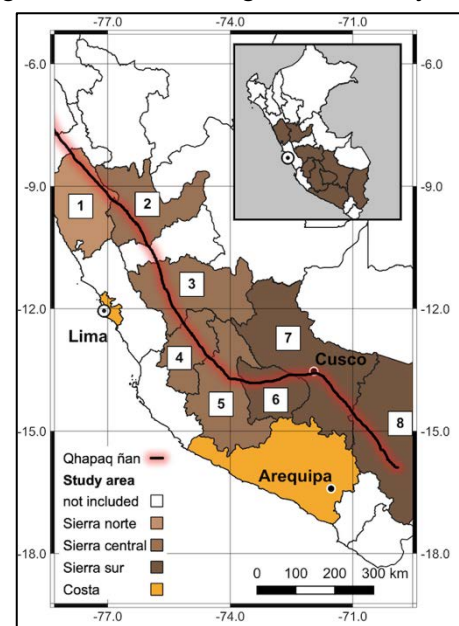 -77.0 -74.0 -71.0
-6.0 -6.0
-9.0 -9.0
1
2
3
-12.0 -12.0
Lima
7
Cusco
4
6
5
8
-15.0 -15.0
Qhapaq ñan
Study area
Arequipa
not included
Sierra norte
Sierra central
-18.0 -18.0
Sierra sur
0 100 200 300 km
Costa
-77.0 -74.0 -71.0